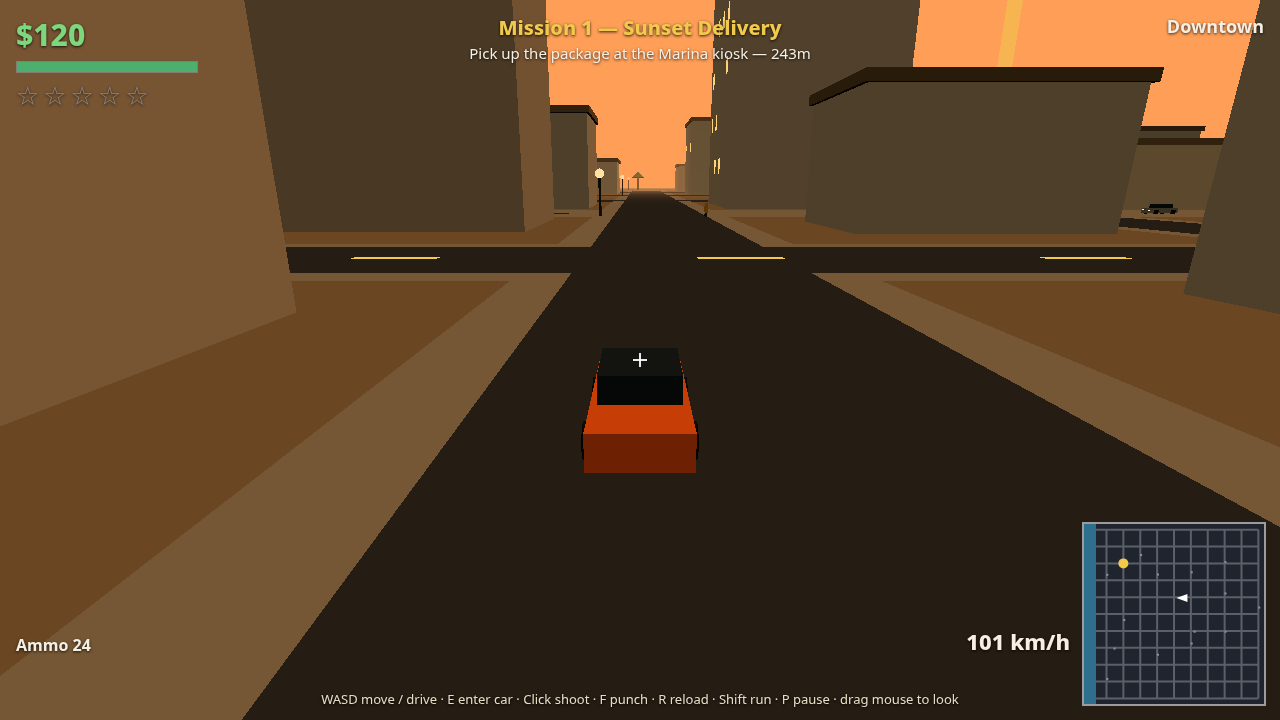 $120
Mission 1 — Sunset Delivery
Pick up the package at the Marina kiosk — 243m
Downtown
☆☆☆☆☆
101 km/h
Ammo 24
WASD move / drive · E enter car · Click shoot · F punch · R reload · Shift run · P pause · drag mouse to look